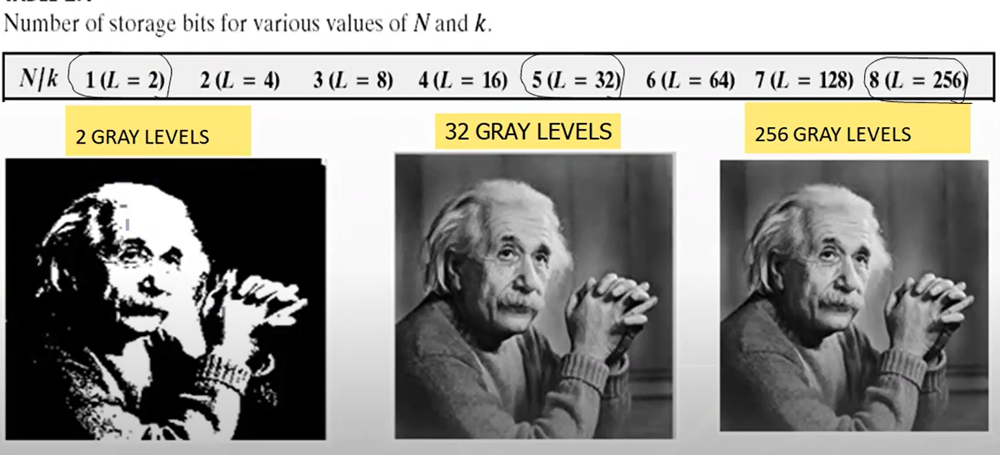 Number of storage bits for various values of N and k.
N/k 1 (L = 2) 2 (L = 4) 3 (L = 8) 4 (L = 16) 5 (L = 32) 6 (L = 64) 7 (L = 128) 8 (L = 256)
2 GRAY LEVELS 32 GRAY LEVELS 256 GRAY LEVELS